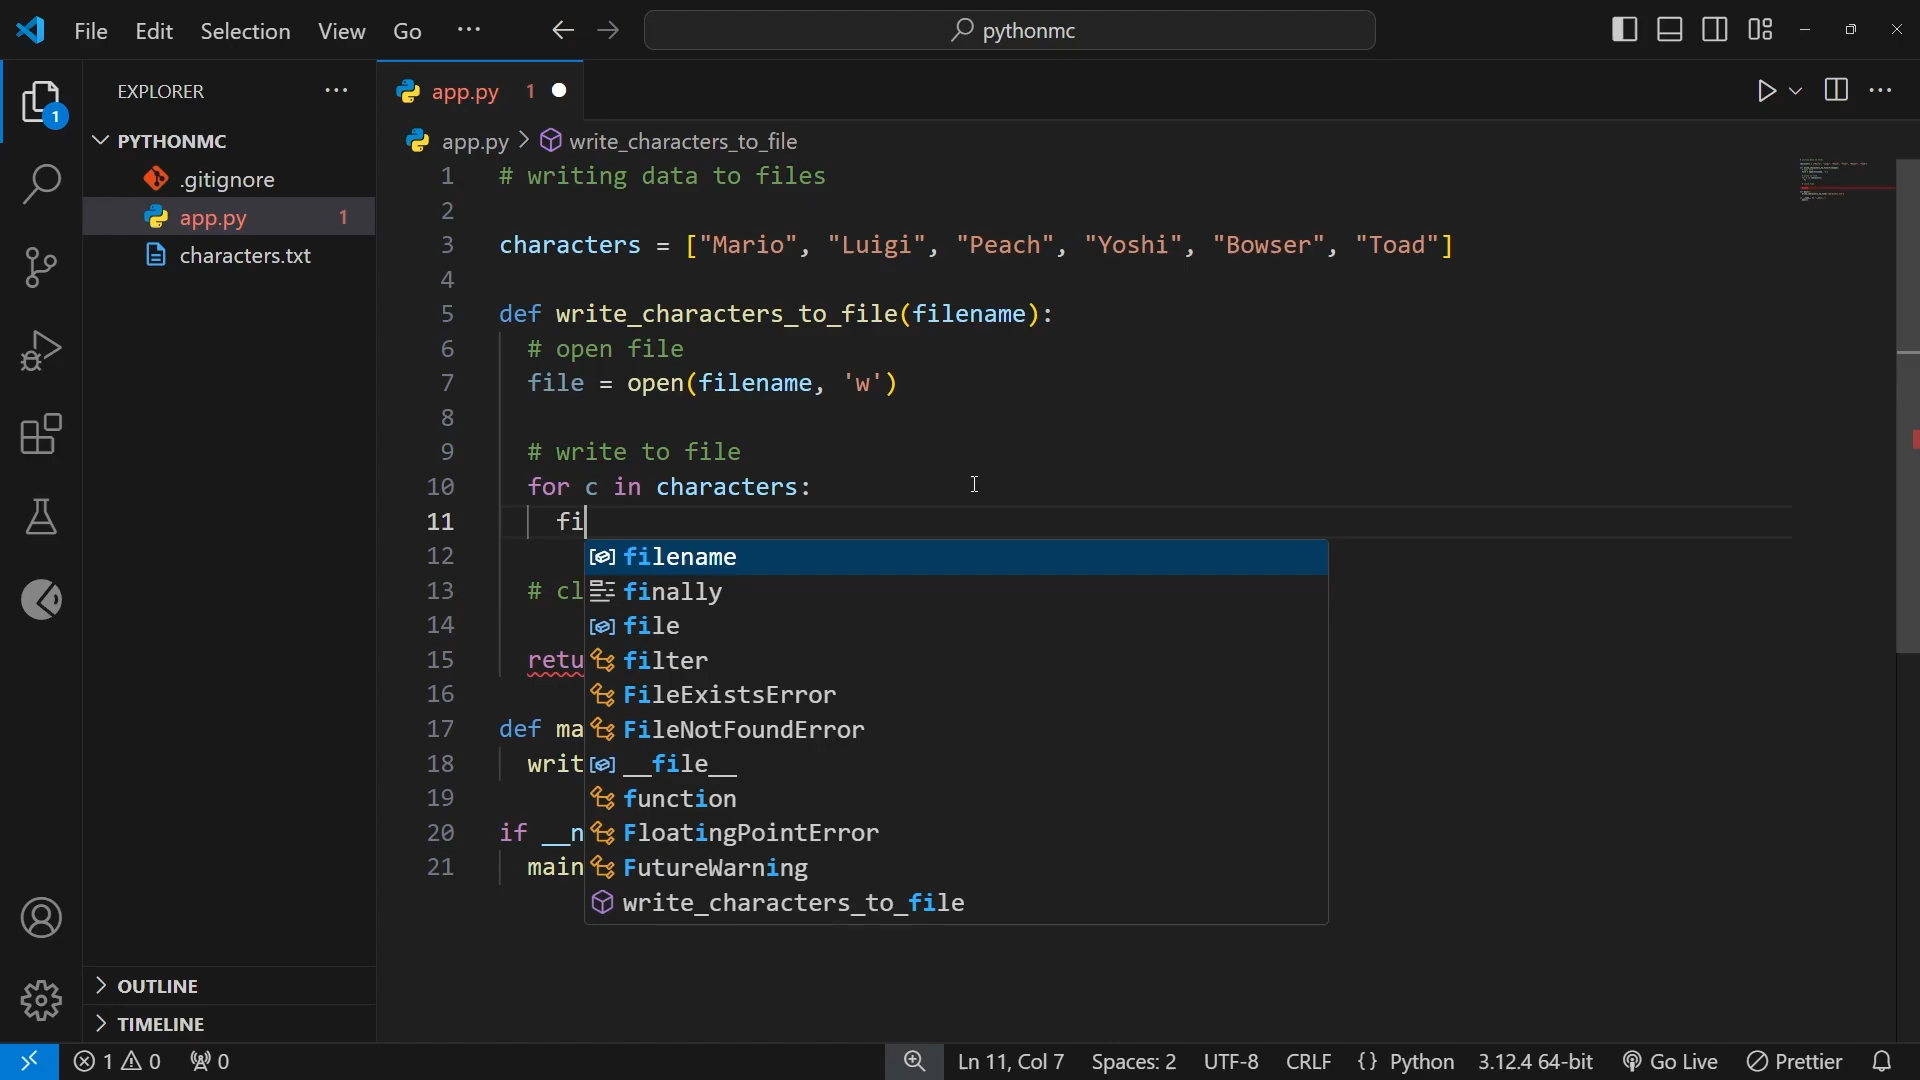 File Edit Selection View Go ··· pythonmc
EXPLORER ···
PYTHONMC
.gitignore
app.py 1
characters.txt
OUTLINE
TIMELINE
1
app.py 1
app.py > write_characters_to_file
1 # writing data to files
2
3 characters = ["Mario", "Luigi", "Peach", "Yoshi", "Bowser", "Toad"]
4
5 def write_characters_to_file(filename):
6 # open file
7 file = open(filename, 'w')
8
9 # write to file
10 for c in characters:
11 fi
12 filename
13 # cl finally
14 file
15 retu filter
16 FileExistsError
17 def ma FileNotFoundError
18 writ __file__
19 function
20 if __n FloatingPointError
21 main FutureWarning
write_characters_to_file
1 0 0 Ln 11, Col 7 Spaces: 2 UTF-8 CRLF {} Python 3.12.4 64-bit Go Live Prettier